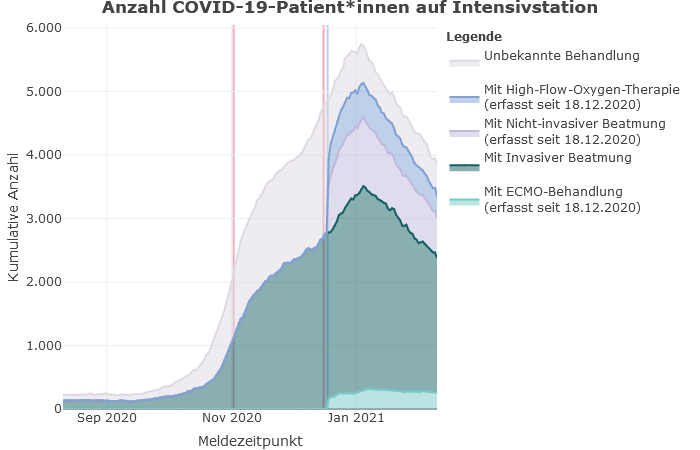 Anzahl COVID-19-Patient*innen auf Intensivstation
Legende
Unbekannte Behandlung
Mit High-Flow-Oxygen-Therapie
(erfasst seit 18.12.2020)
Mit Nicht-invasiver Beatmung
(erfasst seit 18.12.2020)
Mit Invasiver Beatmung
Mit ECMO-Behandlung
(erfasst seit 18.12.2020)
Kumulative Anzahl
6.000
5.000
4.000
3.000
2.000
1.000
0
Sep 2020
Nov 2020
Jan 2021
Meldezeitpunkt